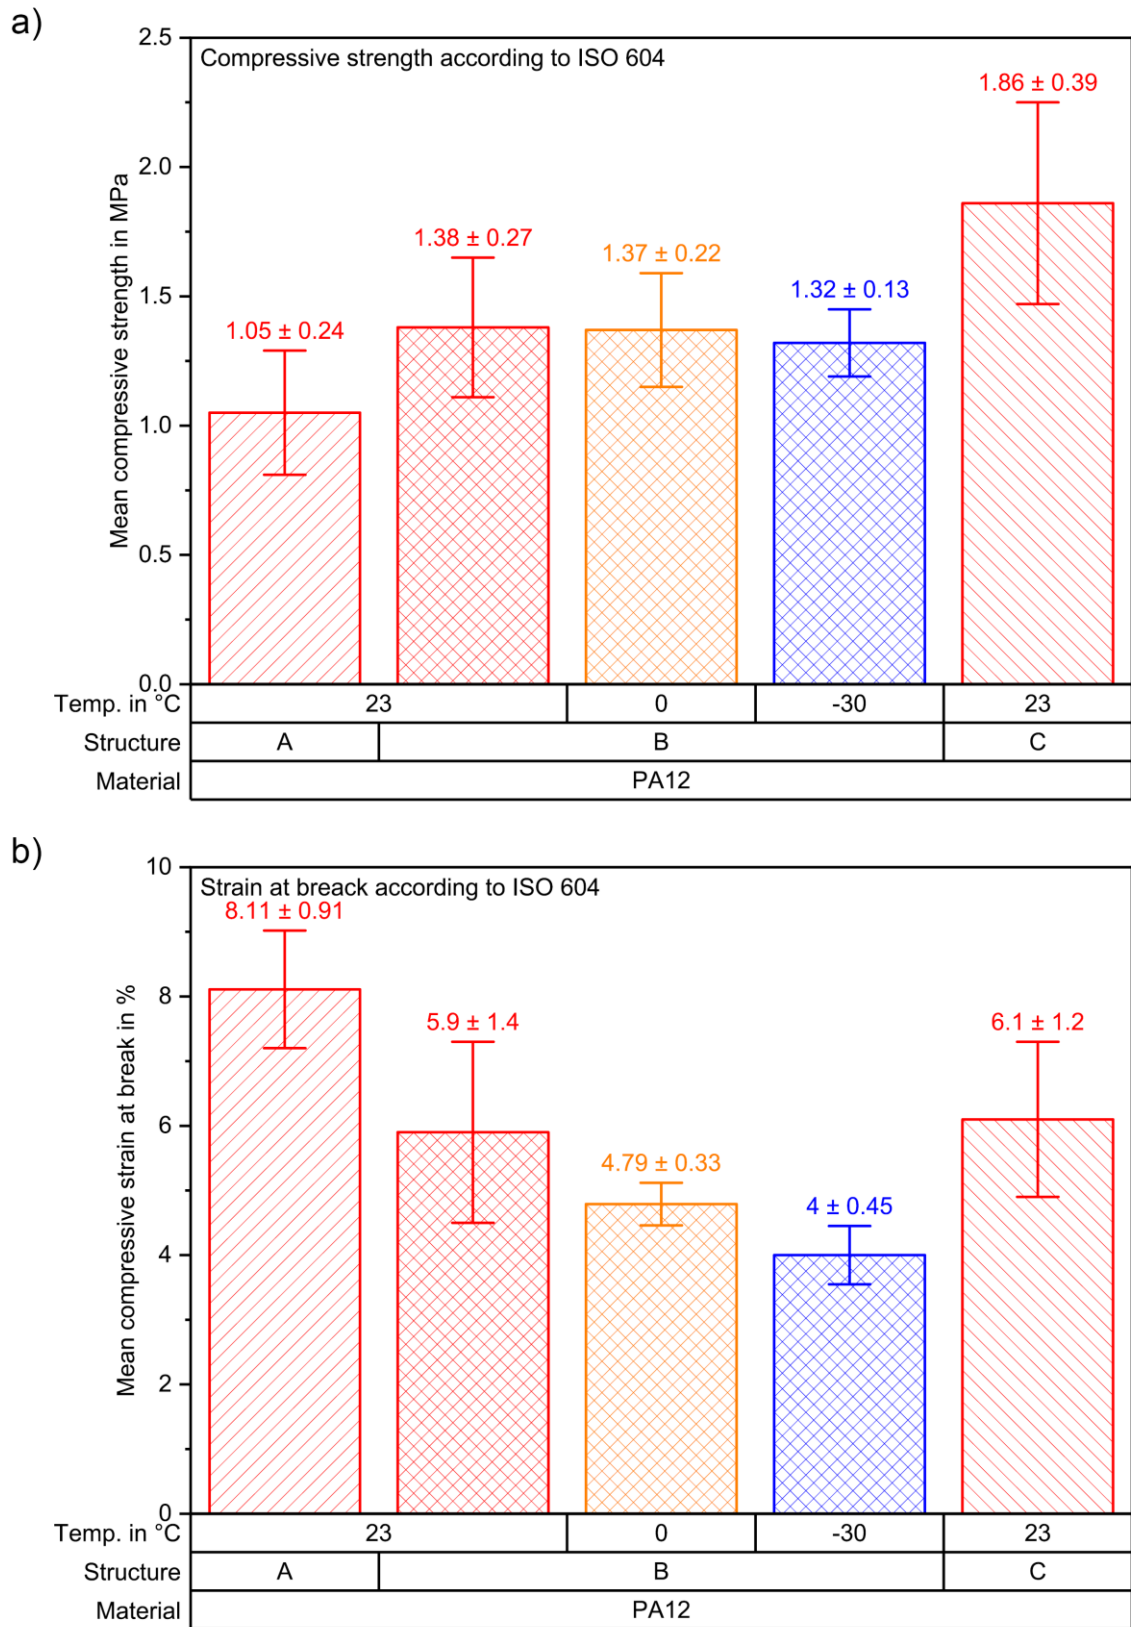 a)
2.5
Compressive strength according to ISO 604
1.86 ± 0.39
2.0
1.38 ± 0.27
1.37 ± 0.22
1.32 ± 0.13
1.5
1.05 ± 0.24
1.0
0.5
0.0
Mean compressive strength in MPa
Temp. in °C 23 0 -30 23
Structure A B C
Material PA12
b)
10
Strain at breack according to ISO 604
8.11 ± 0.91
8
5.9 ± 1.4
6.1 ± 1.2
6
4.79 ± 0.33
4 ± 0.45
4
2
0
Mean compressive strain at break in %
Temp. in °C 23 0 -30 23
Structure A B C
Material PA12